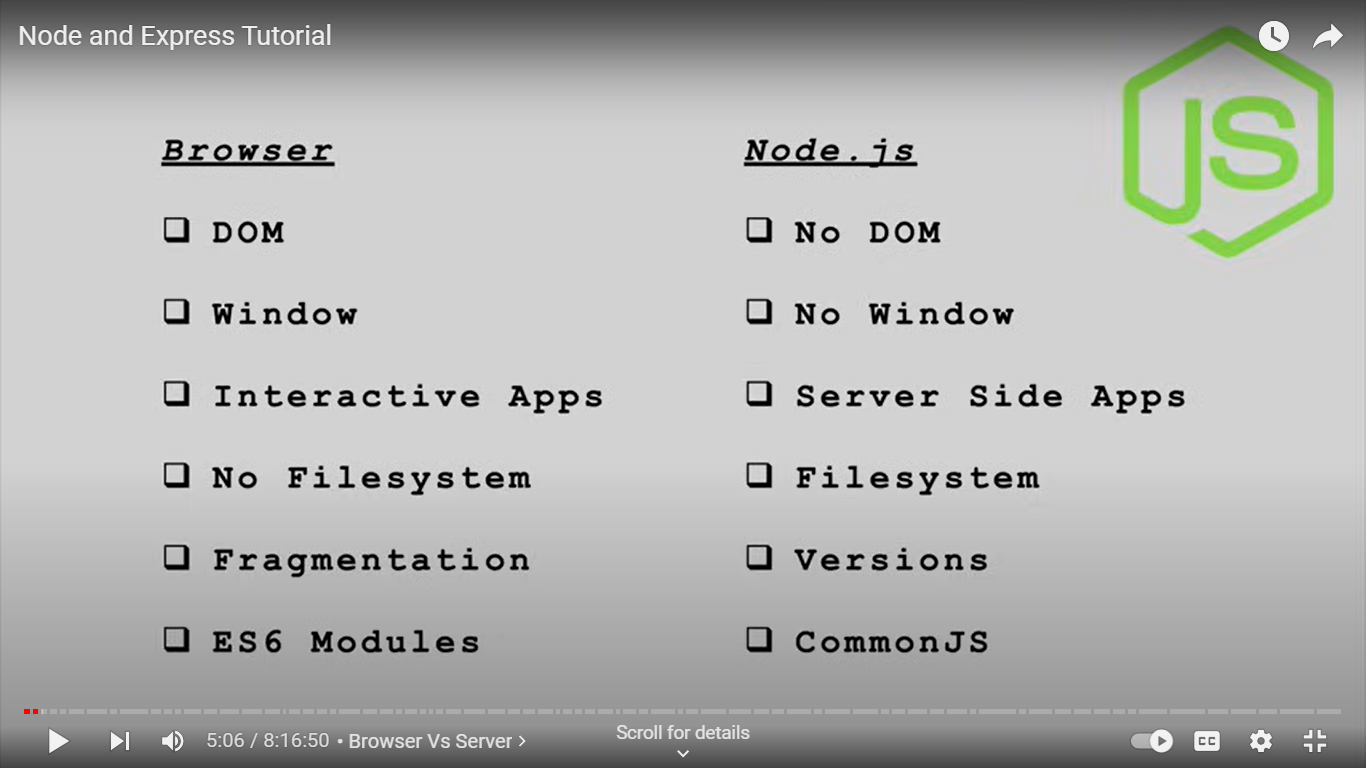 Node and Express Tutorial
JS
Browser
Node.js
DOM
No DOM
Window
No Window
Interactive Apps
Server Side Apps
No Filesystem
Filesystem
Fragmentation
Versions
ES6 Modules
CommonJS
5:06 / 8:16:50 • Browser Vs Server >
Scroll for details
CC